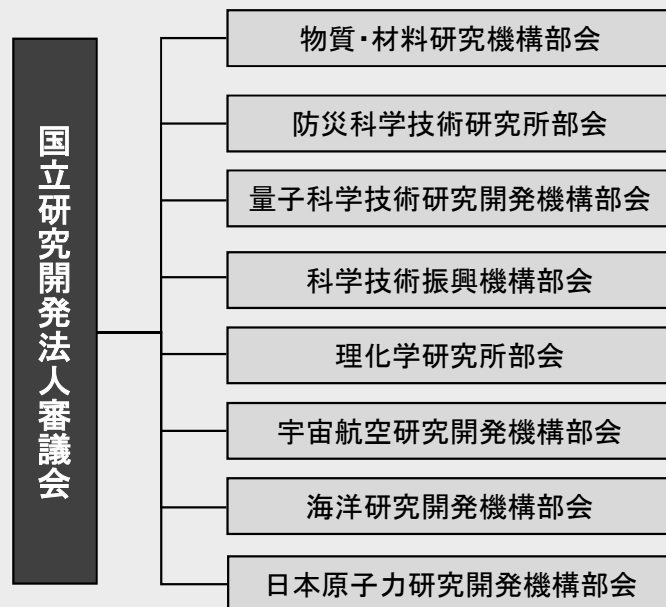 国立研究開発法人審議会
物質・材料研究機構部会
防災科学技術研究所部会
量子科学技術研究開発機構部会
科学技術振興機構部会
理化学研究所部会
宇宙航空研究開発機構部会
海洋研究開発機構部会
日本原子力研究開発機構部会